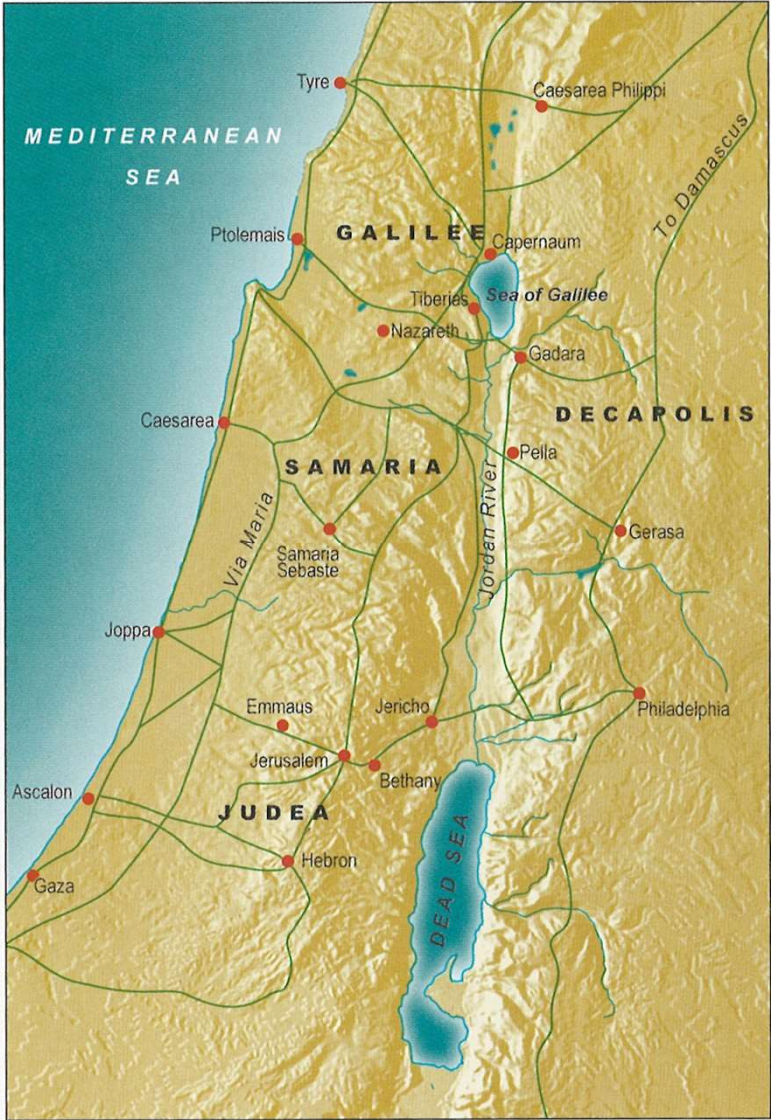 Tyre
Caesarea Philippi
MEDITERRANEAN
SEA
To Damascus
Ptolemais
GALILEE
Capernaum
Tiberias
Sea of Galilee
Nazareth
Gadara
Caesarea
DECAPOLIS
SAMARIA
Pella
Jordan River
Via Maria
Gerasa
Samaria
Sebaste
Joppa
Emmaus
Jericho
Philadelphia
Jerusalem
Bethany
Ascalon
JUDEA
DEAD SEA
Hebron
Gaza